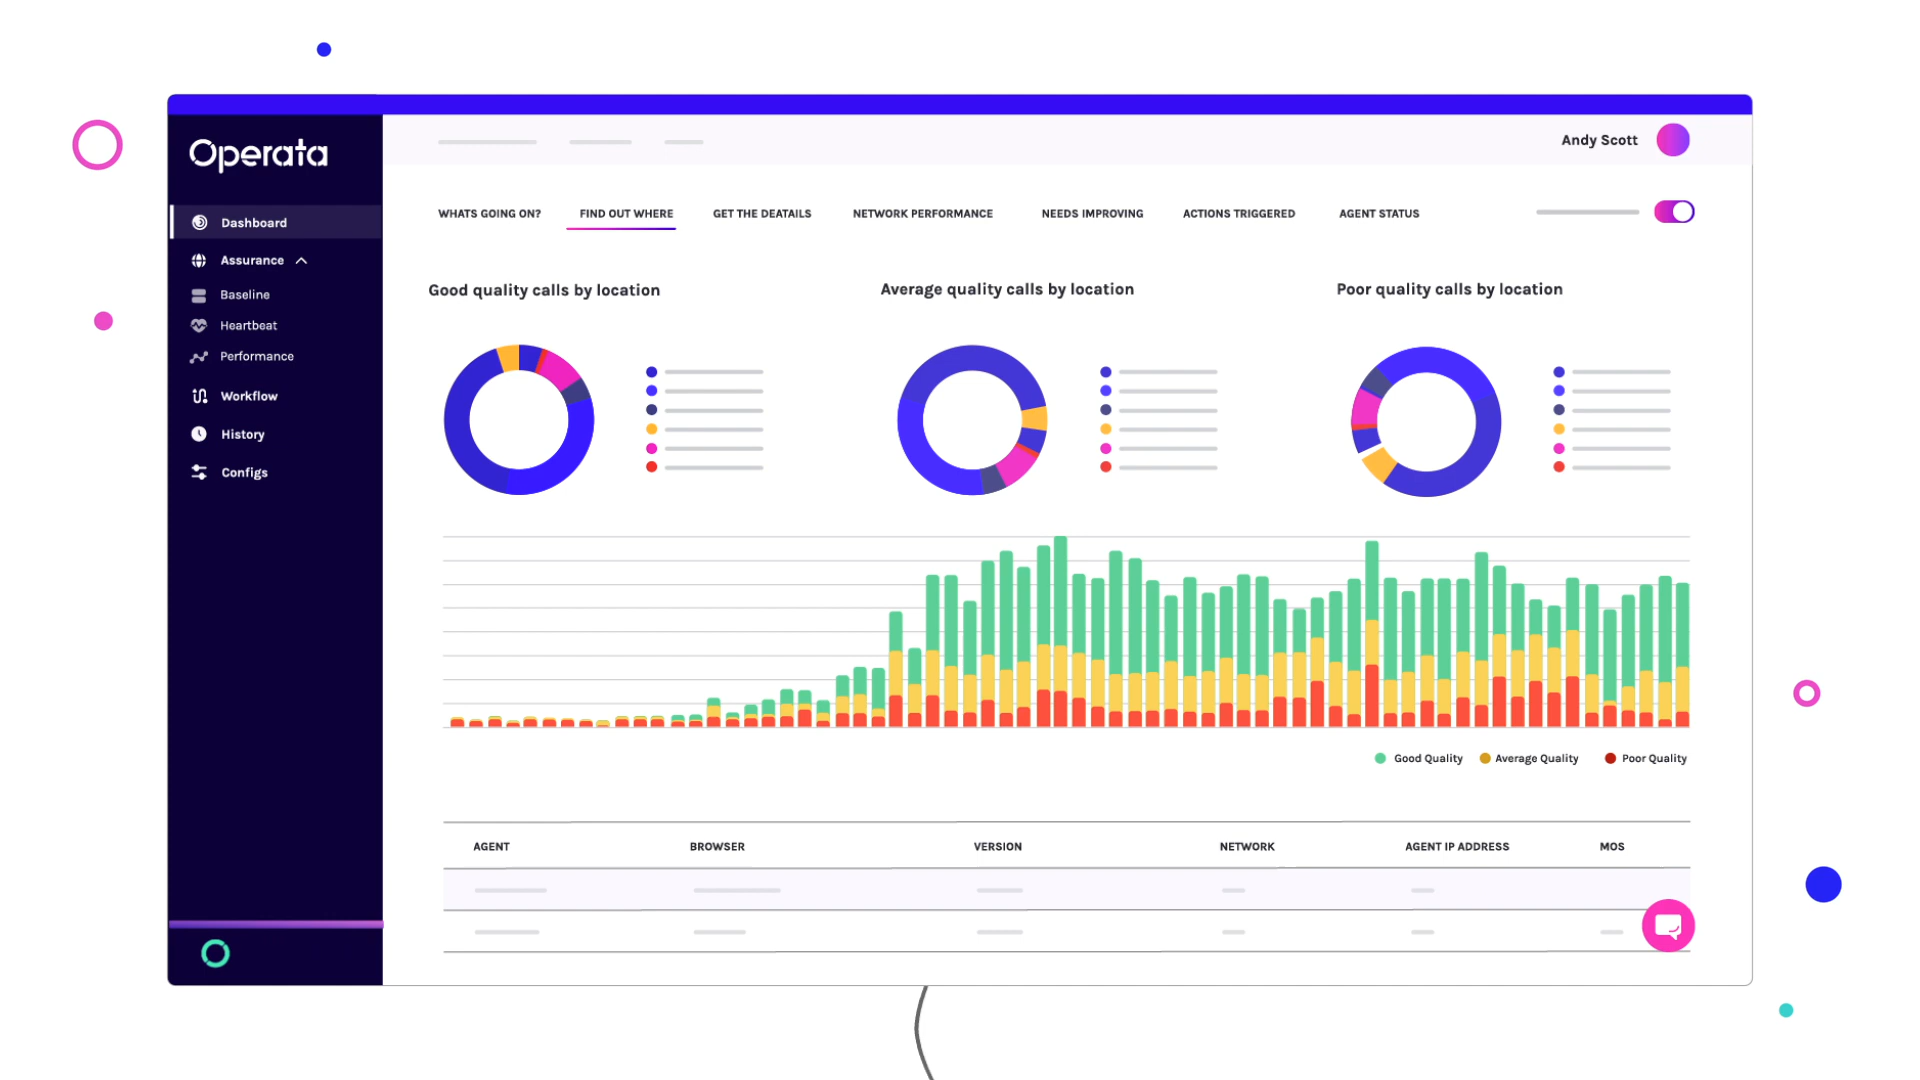 Operata
Andy Scott
Dashboard
Assurance
Baseline
Heartbeat
Performance
Workflow
History
Configs
WHATS GOING ON? FIND OUT WHERE GET THE DEATAILS NETWORK PERFORMANCE NEEDS IMPROVING ACTIONS TRIGGERED AGENT STATUS
Good quality calls by location
Average quality calls by location
Poor quality calls by location
Good Quality Average Quality Poor Quality
AGENT BROWSER VERSION NETWORK AGENT IP ADDRESS MOS